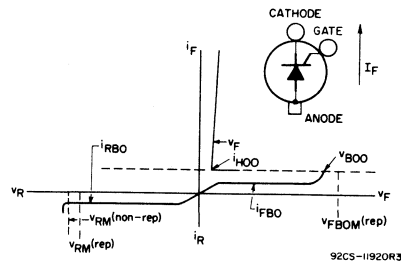 CATHODE
GATE
iF
IF
ANODE
vF
iHOO
iRBO
vBOO
vR
vF
vRM(non-rep)
iFBO
vRM(rep)
iR
vFBOM(rep)
92CS-11920R3